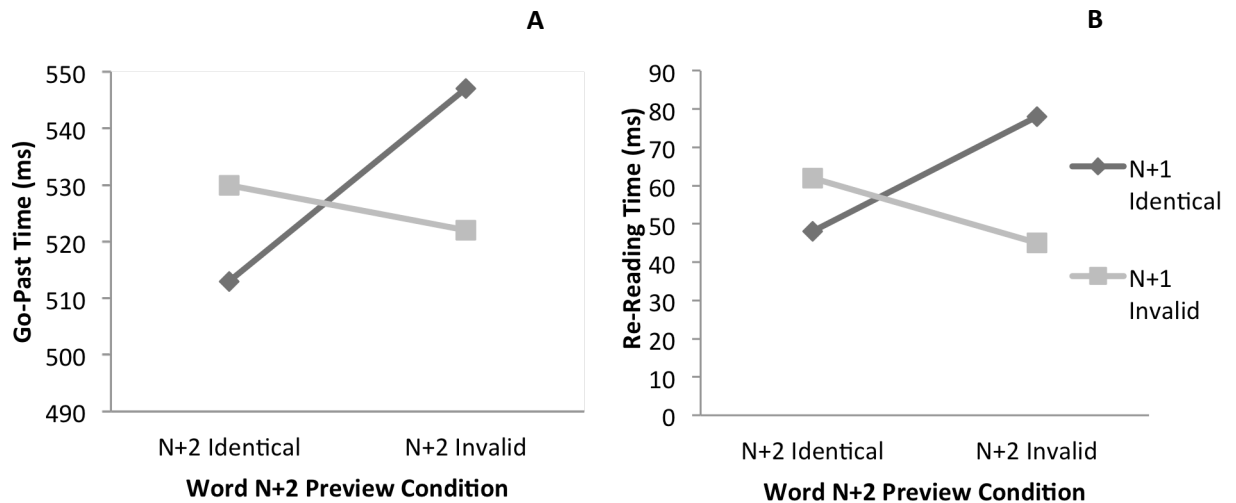 A
Go-Past Time (ms)
550
540
530
520
510
500
490
N+2 Identical
N+2 Invalid
Word N+2 Preview Condition
B
Re-Reading Time (ms)
90
80
70
60
50
40
30
20
10
0
N+2 Identical
N+2 Invalid
Word N+2 Preview Condition
N+1
Identical
N+1
Invalid